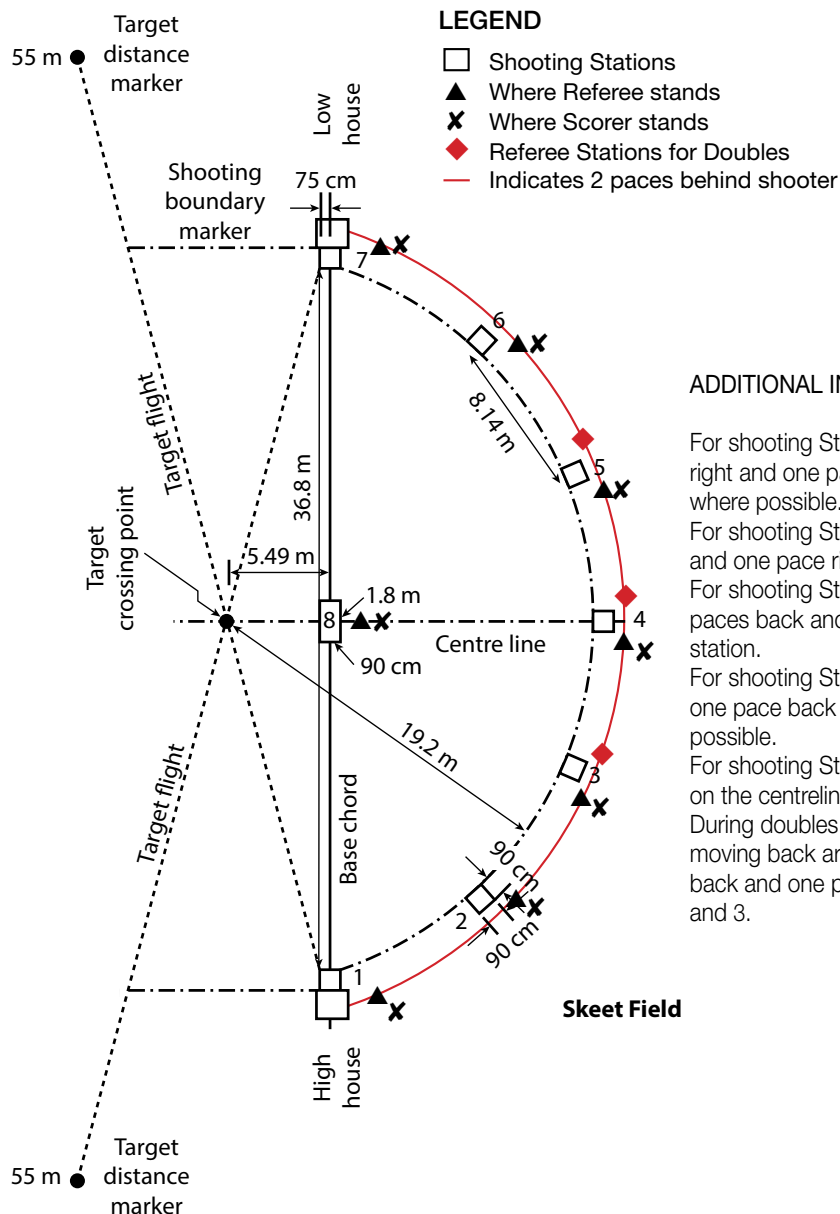 Target
distance
marker
55 m
LEGEND
Shooting Stations
Where Referee stands
Where Scorer stands
Referee Stations for Doubles
Indicates 2 paces behind shooter
Low
house
75 cm
Shooting
boundary
marker
7
6
8.14 m
5
Target flight
36.8 m
Target
crossing point
5.49 m
1.8 m
8
4
Centre line
90 cm
19.2 m
Target flight
Base chord
3
90 cm
2
90 cm
1
Skeet Field
High
house
55 m
Target
distance
marker
ADDITIONAL IN
For shooting St
right and one pa
where possible.
For shooting St
and one pace ri
For shooting St
paces back and
station.
For shooting St
one pace back
possible.
For shooting St
on the centrelin
During doubles
moving back ar
back and one p
and 3.